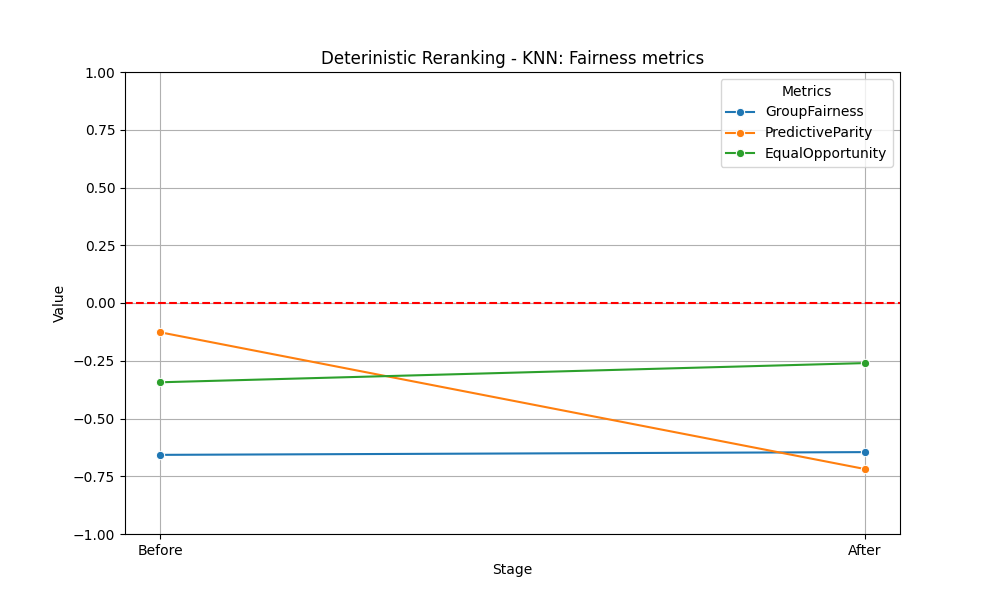 Deterinistic Reranking - KNN: Fairness metrics
Metrics
GroupFairness
PredictiveParity
EqualOpportunity
1.00
0.75
0.50
0.25
0.00
−0.25
−0.50
−0.75
−1.00
Value
Before
After
Stage